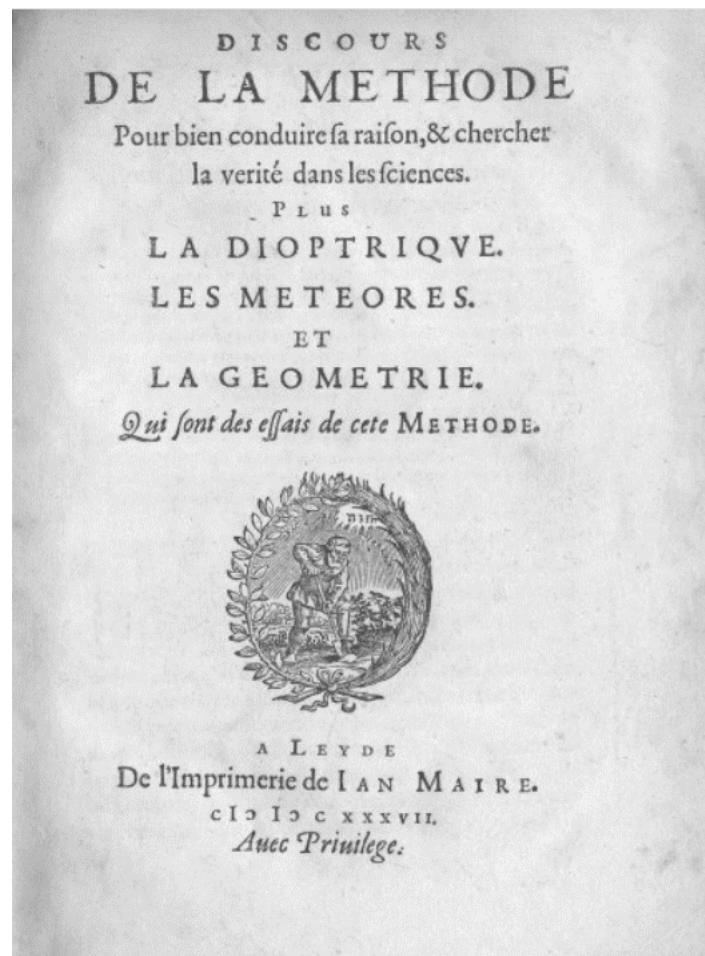 DISCOURS
DE LA METHODE
Pour bien conduire ſa raiſon, & chercher
la verité dans les ſciences.
PLUS
LA DIOPTRIQVE.
LES METEORES.
ET
LA GEOMETRIE.
Qui ſont des eſſais de cete METHODE.
A LEYDE
De l'Imprimerie de IAN MAIRE.
cIↄ Iↄ c xxxvii.
Auec Priuilege.